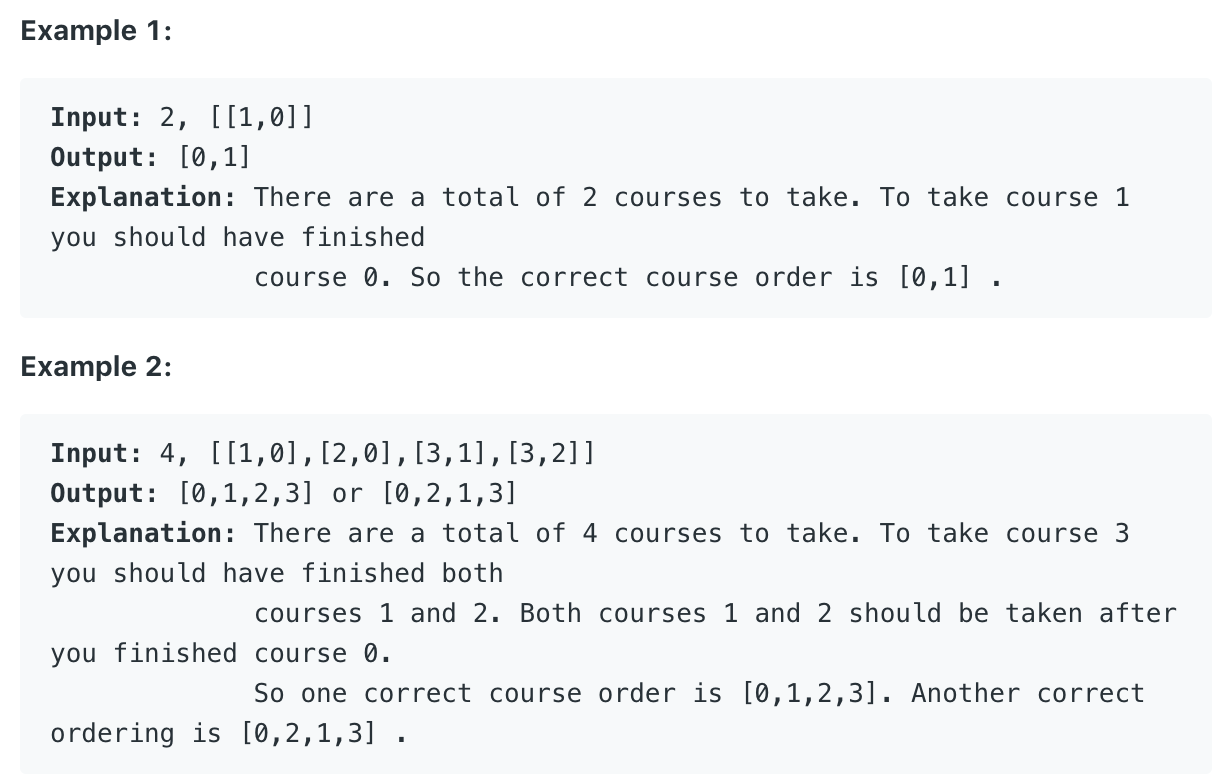 Example 1:
Input: 2, [[1,0]]
Output: [0,1]
Explanation: There are a total of 2 courses to take. To take course 1
you should have finished
course 0. So the correct course order is [0,1] .
Example 2:
Input: 4, [[1,0],[2,0],[3,1],[3,2]]
Output: [0,1,2,3] or [0,2,1,3]
Explanation: There are a total of 4 courses to take. To take course 3
you should have finished both
courses 1 and 2. Both courses 1 and 2 should be taken after
you finished course 0.
So one correct course order is [0,1,2,3]. Another correct
ordering is [0,2,1,3] .